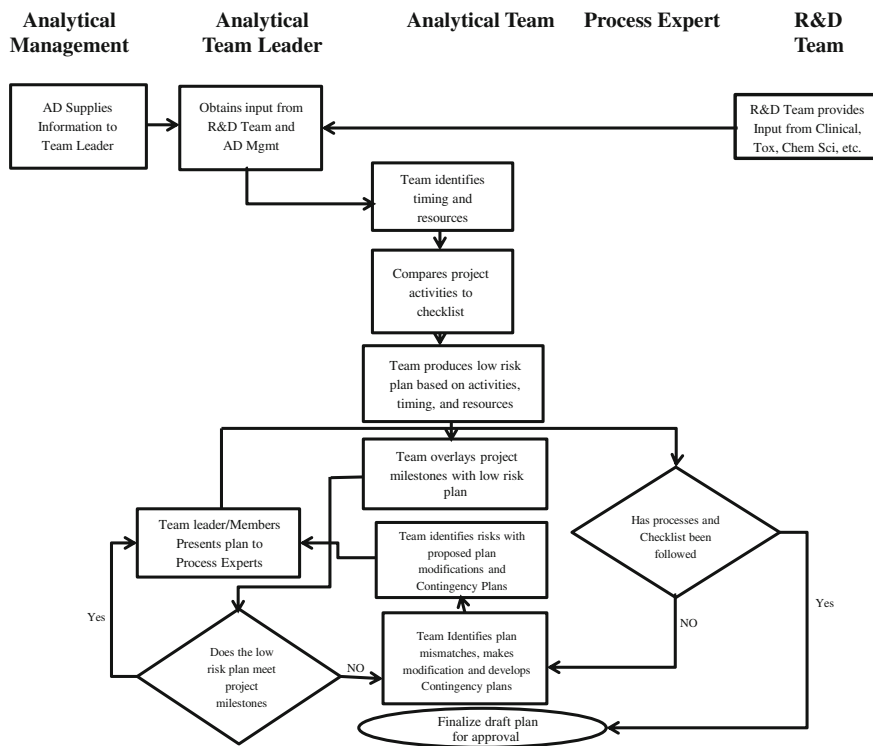 Analytical
Management
Analytical
Team Leader
Analytical Team
Process Expert
R&D
Team
AD Supplies
Information to
Team Leader
Obtains input from
R&D Team and
AD Mgmt
R&D Team provides
Input from Clinical,
Tox, Chem Sci, etc.
Team identifies
timing and
resources
Compares project
activities to
checklist
Team produces low risk
plan based on activities,
timing, and resources
Team overlays project
milestones with low risk
plan
Team leader/Members
Presents plan to
Process Experts
Team identifies risks with
proposed plan
modifications and
Contingency Plans
Has processes and
Checklist been
followed
Yes
Yes
NO
Does the low
risk plan meet
project
milestones
NO
Team Identifies plan
mismatches, makes
modification and develops
Contingency plans
Finalize draft plan
for approval